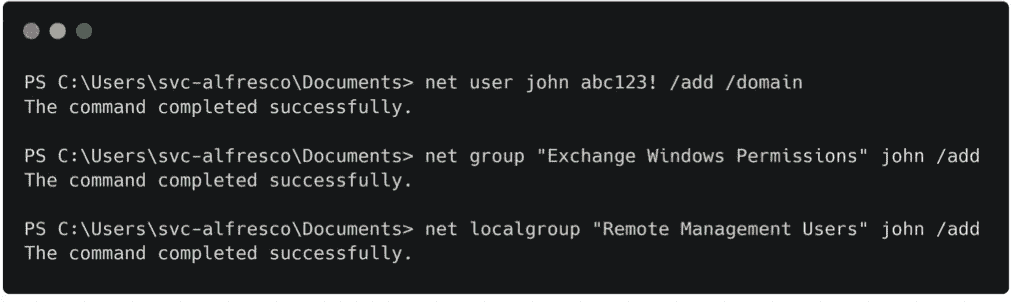 PS C:\Users\svc-alfresco\Documents> net user john abc123! /add /domain
The command completed successfully.
PS C:\Users\svc-alfresco\Documents> net group "Exchange Windows Permissions" john /add
The command completed successfully.
PS C:\Users\svc-alfresco\Documents> net localgroup "Remote Management Users" john /add
The command completed successfully.